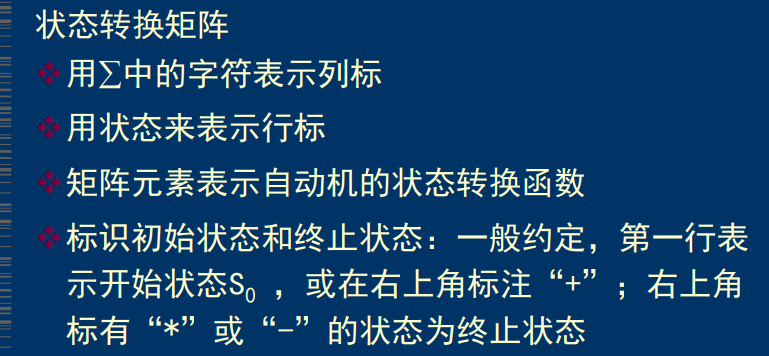 状态转换矩阵
用∑中的字符表示列标
用状态来表示行标
矩阵元素表示自动机的状态转换函数
标识初始状态和终止状态：一般约定，第一行表
示开始状态S₀ ，或在右上角标注“+”；右上角
标有“*”或“-”的状态为终止状态